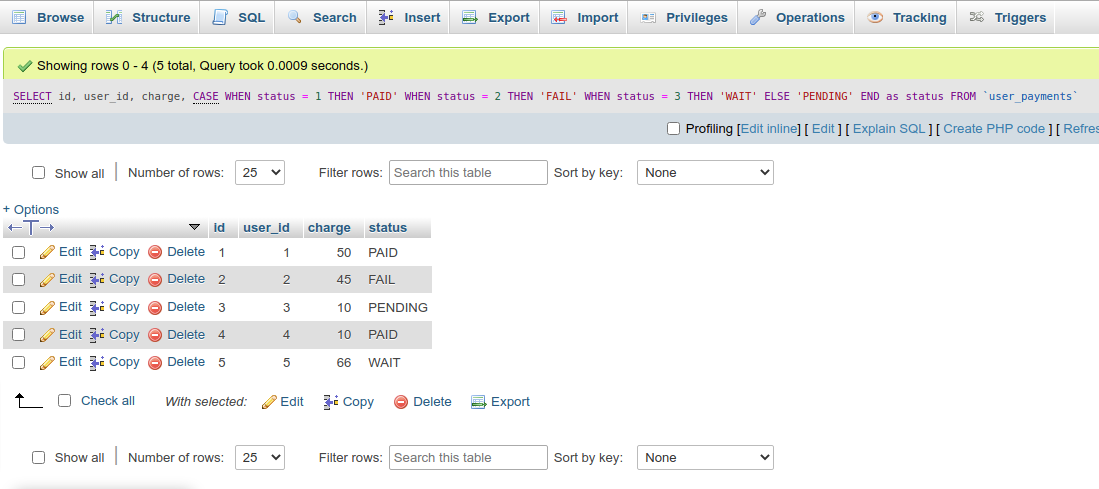 Browse Structure SQL Search Insert Export Import Privileges Operations Tracking Triggers
Showing rows 0 - 4 (5 total, Query took 0.0009 seconds.)
SELECT id, user_id, charge, CASE WHEN status = 1 THEN 'PAID' WHEN status = 2 THEN 'FAIL' WHEN status = 3 THEN 'WAIT' ELSE 'PENDING' END as status FROM `user_payments`
Profiling [Edit inline] [ Edit ] [ Explain SQL ] [ Create PHP code ] [ Refres
Show all Number of rows: 25 Filter rows: Search this table Sort by key: None
+ Options
id user_id charge status
Edit Copy Delete 1 1 50 PAID
Edit Copy Delete 2 2 45 FAIL
Edit Copy Delete 3 3 10 PENDING
Edit Copy Delete 4 4 10 PAID
Edit Copy Delete 5 5 66 WAIT
Check all With selected: Edit Copy Delete Export
Show all Number of rows: 25 Filter rows: Search this table Sort by key: None